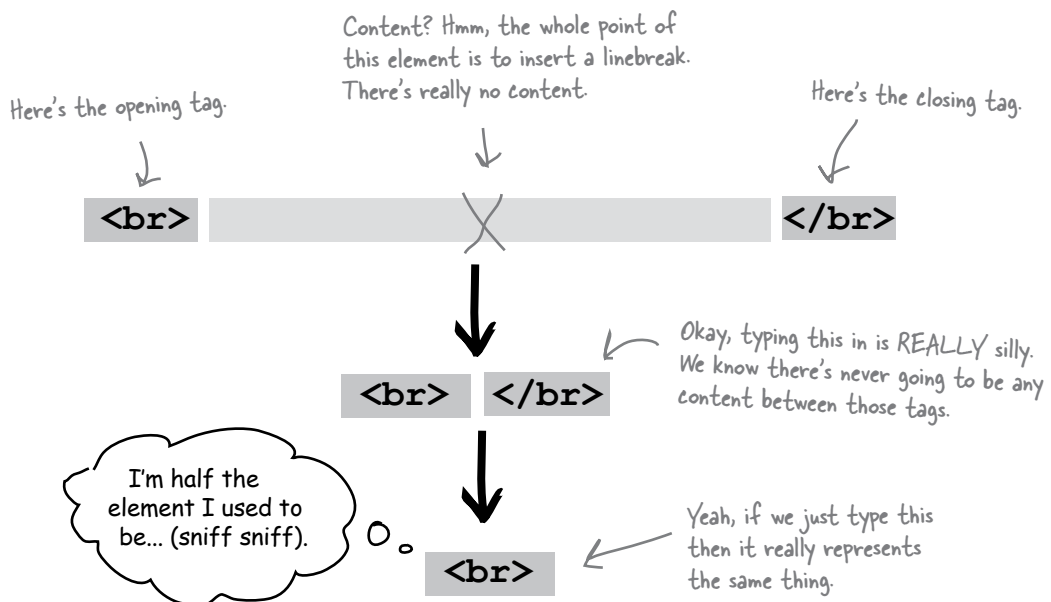 Content? Hmm, the whole point of
this element is to insert a linebreak.
There's really no content.
Here's the opening tag.
Here's the closing tag.
<br>
</br>
Okay, typing this in is REALLY silly.
We know there's never going to be any
content between those tags.
<br> </br>
I'm half the
element I used to
be... (sniff sniff).
Yeah, if we just type this
then it really represents
the same thing.
<br>